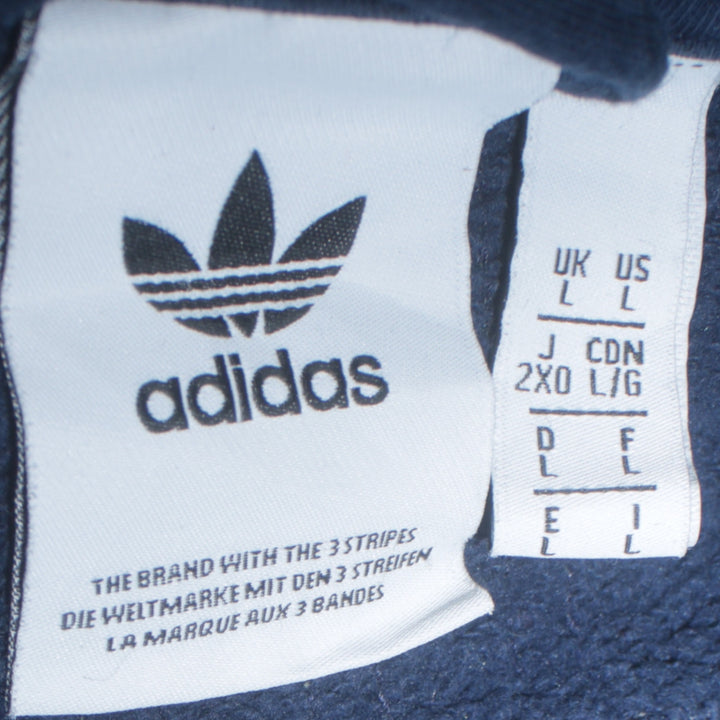 adidas
THE BRAND WITH THE 3 STRIPES
DIE WELTMARKE MIT DEN 3 STREIFEN
LA MARQUE AUX 3 BANDES
UK US
L L
J CDN
2XO L/G
D F
L L
E I
L L